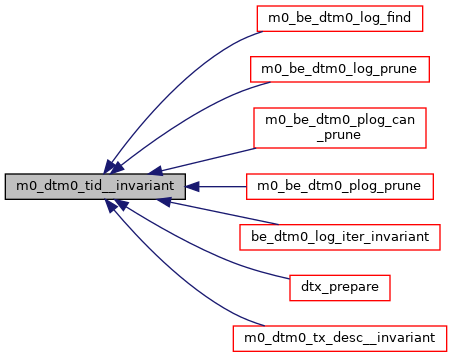 m0_be_dtm0_log_find
m0_be_dtm0_log_prune
m0_be_dtm0_plog_can
_prune
m0_dtm0_tid__invariant
m0_be_dtm0_plog_prune
be_dtm0_log_iter_invariant
dtx_prepare
m0_dtm0_tx_desc__invariant